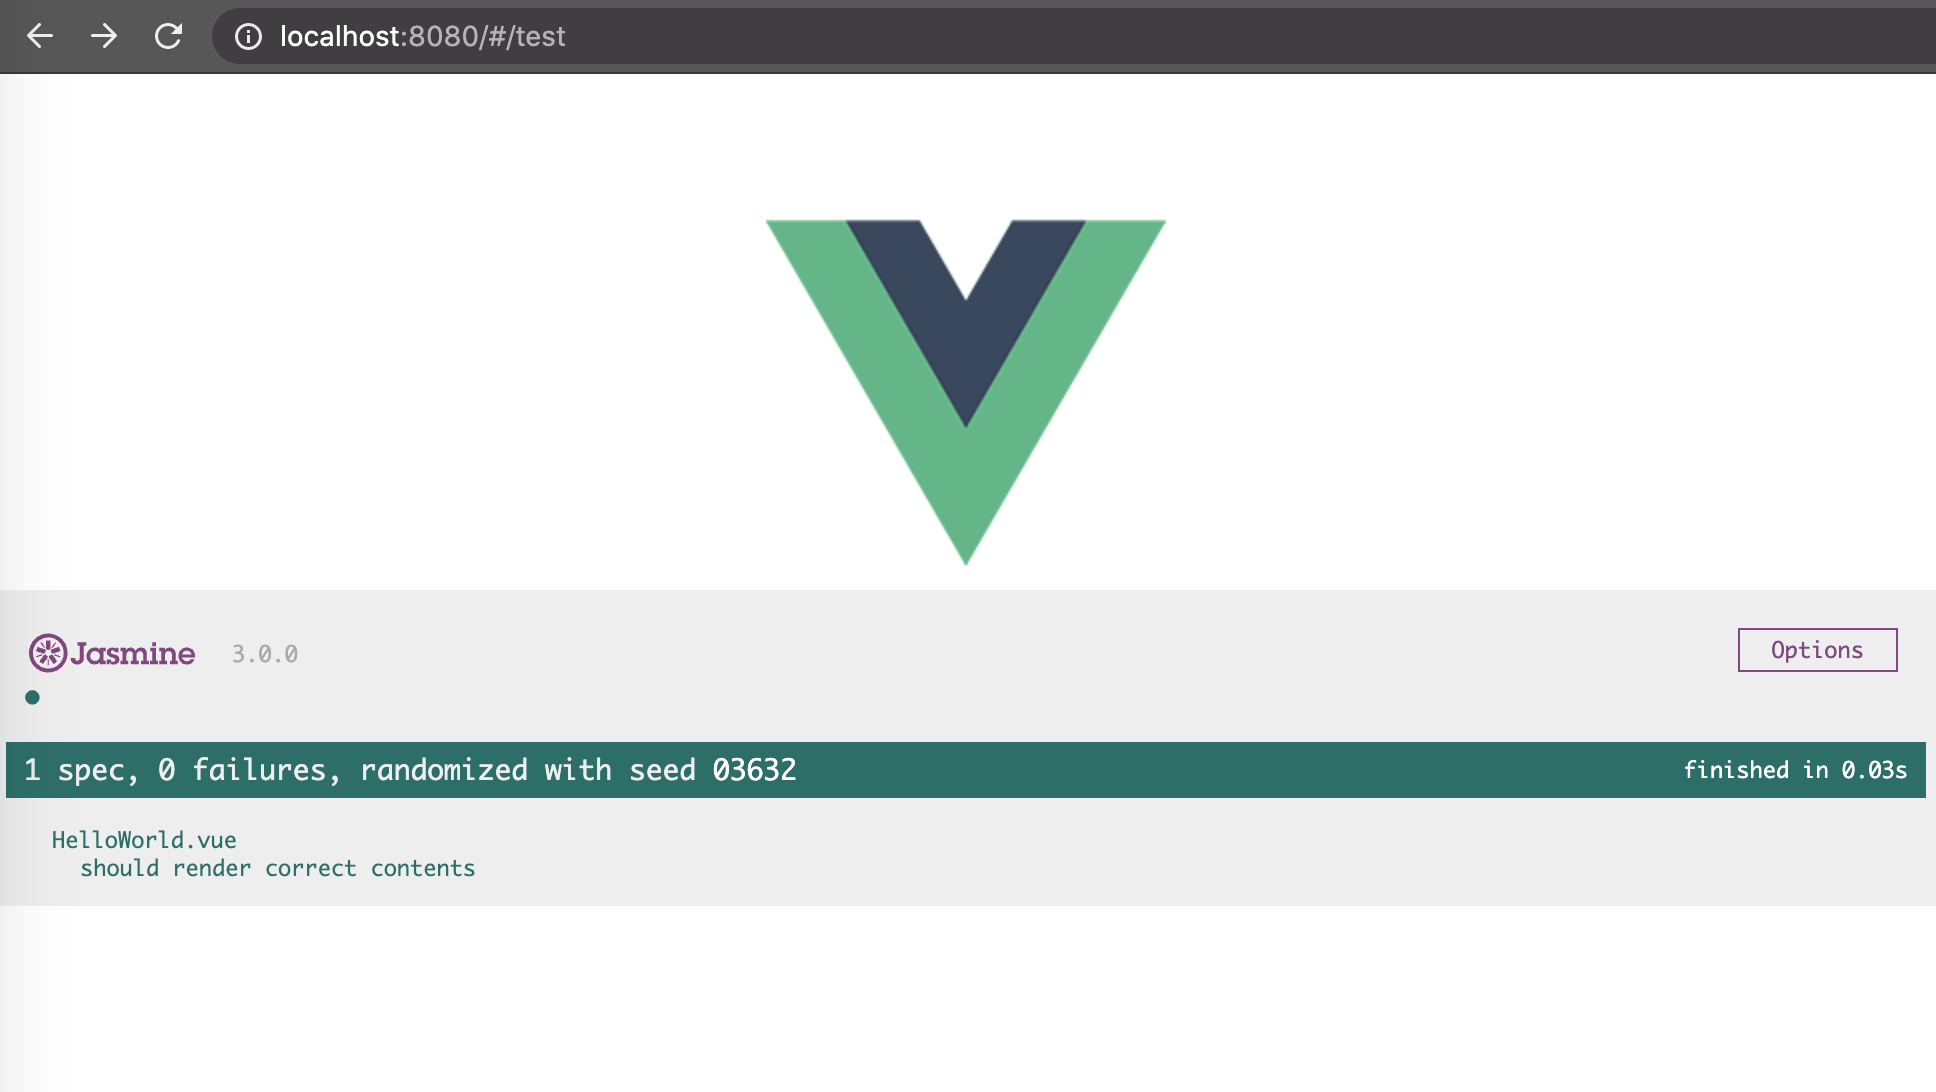 localhost:8080/#/test
Jasmine 3.0.0
Options
1 spec, 0 failures, randomized with seed 03632
finished in 0.03s
HelloWorld.vue
should render correct contents